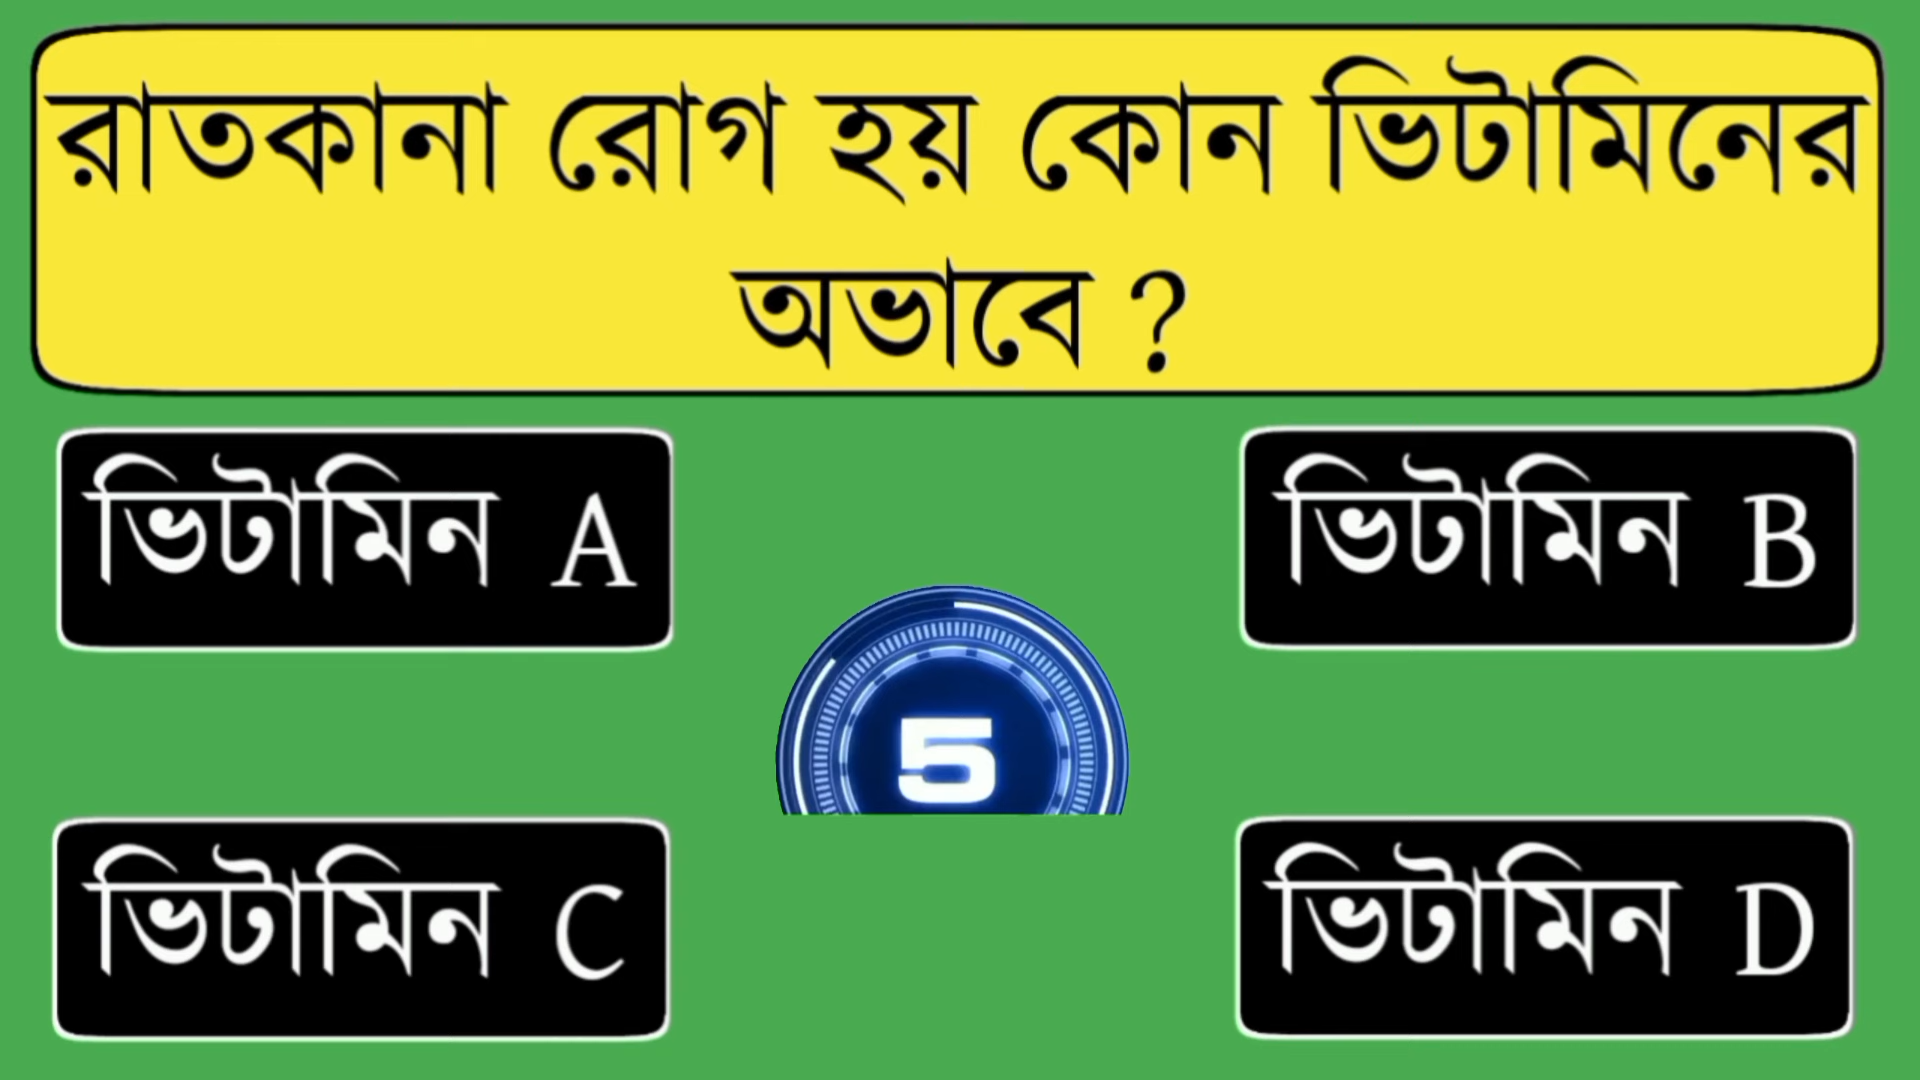 রাতকানা রোগ হয় কোন ভিটামিনের
অভাবে ?
ভিটামিন A
ভিটামিন B
5
ভিটামিন C
ভিটামিন D